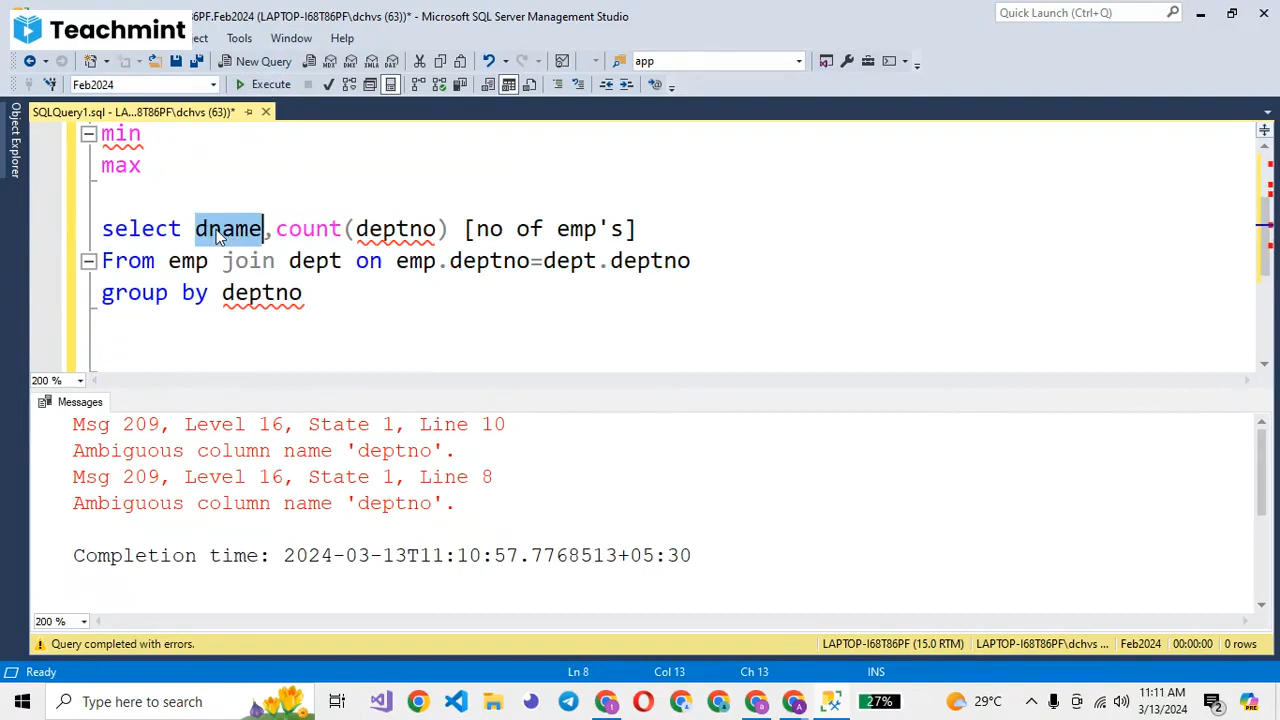 Teachmint
PF.Feb2024 (LAPTOP-I68T86PF\dchvs (63))* - Microsoft SQL Server Management Studio
Quick Launch (Ctrl+Q)
Tools Window Help
New Query
app
Feb2024
Execute
SQLQuery1.sql - LA...8T86PF\dchvs (63))*
Object Explorer
min
max
select dname,count(deptno) [no of emp's]
From emp join dept on emp.deptno=dept.deptno
group by deptno
200 %
Messages
Msg 209, Level 16, State 1, Line 10
Ambiguous column name 'deptno'.
Msg 209, Level 16, State 1, Line 8
Ambiguous column name 'deptno'.
Completion time: 2024-03-13T11:10:57.7768513+05:30
200 %
Query completed with errors.
LAPTOP-I68T86PF (15.0 RTM)
LAPTOP-I68T86PF\dchvs ...
Feb2024
00:00:00
0 rows
Ready
Ln 8
Col 13
Ch 13
INS
Type here to search
27%
29°C
11:11 AM
3/13/2024
2